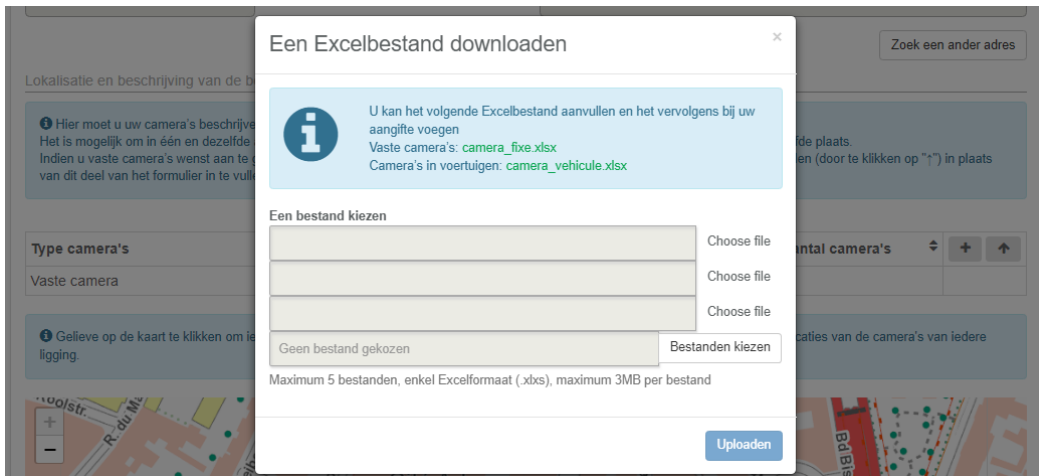 Een Excelbestand downloaden
×
Zoek een ander adres
Lokalisatie en beschrijving van de b
U kan het volgende Excelbestand aanvullen en het vervolgens bij uw
aangifte voegen
Vaste camera's: camera_fixe.xlsx
Camera's in voertuigen: camera_vehicule.xlsx
Hier moet u uw camera's beschrijve
Het is mogelijk om in één en dezelfde
fde plaats.
Indien u vaste camera's wenst aan te g
len (door te klikken op "↑") in plaats
van dit deel van het formulier in te vulle
Een bestand kiezen
Choose file
Choose file
Choose file
Geen bestand gekozen
Bestanden kiezen
Maximum 5 bestanden, enkel Excelformaat (.xlxs), maximum 3MB per bestand
Uploaden
Type camera's
ntal camera's
+
Vaste camera
Gelieve op de kaart te klikken om ie
caties van de camera's van iedere
ligging.
+
−
R. du Ma
Bd Bis